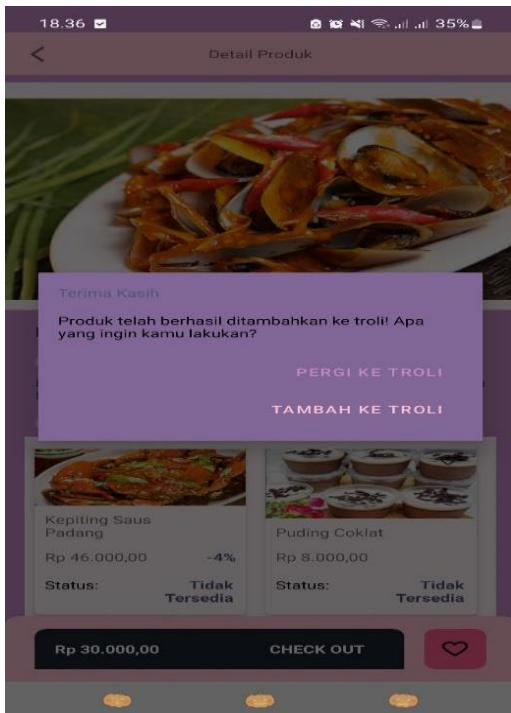 18.36
35%
Detail Produk
Terima Kasih
Produk telah berhasil ditambahkan ke troli! Apa
yang ingin kamu lakukan?
PERGI KE TROLI
TAMBAH KE TROLI
Kepiting Saus
Padang
Rp 46.000,00 -4%
Status: Tidak
Tersedia
Puding Coklat
Rp 8.000,00
Status: Tidak
Tersedia
Rp 30.000,00 CHECK OUT